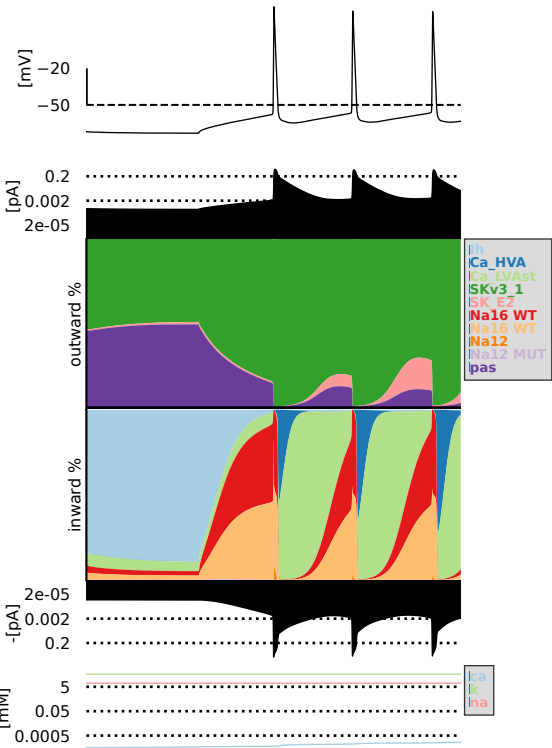 [mV]
−20
−50
[pA]
0.2
0.002
2e-05
outward %
Ih
Ca_HVA
Ca_LVAst
SKv3_1
SK_E2
Na16 WT
Na16 WT
Na12
Na12 MUT
pas
inward %
-[pA]
2e-05
0.002
0.2
[mM]
5
0.05
0.0005
ca
k
na